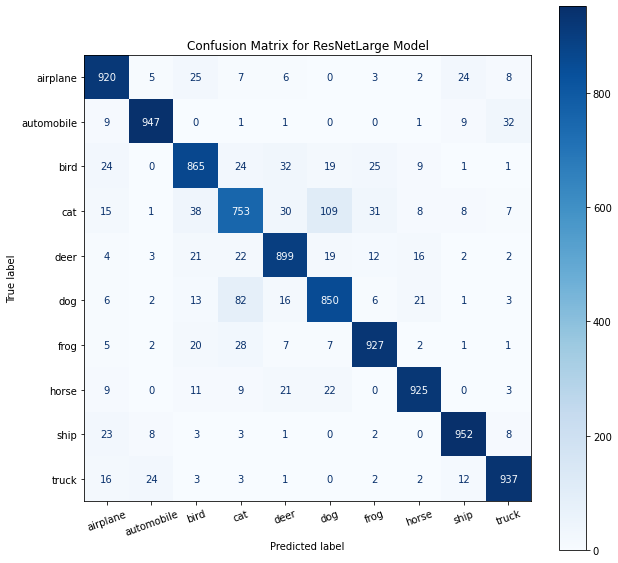 Confusion Matrix for ResNetLarge Model
True label
airplane 920 5 25 7 6 0 3 2 24 8
automobile 9 947 0 1 1 0 0 1 9 32
bird 24 0 865 24 32 19 25 9 1 1
cat 15 1 38 753 30 109 31 8 8 7
deer 4 3 21 22 899 19 12 16 2 2
dog 6 2 13 82 16 850 6 21 1 3
frog 5 2 20 28 7 7 927 2 1 1
horse 9 0 11 9 21 22 0 925 0 3
ship 23 8 3 3 1 0 2 0 952 8
truck 16 24 3 3 1 0 2 2 12 937
airplane automobile bird cat deer dog frog horse ship truck
Predicted label
800
600
400
200
0